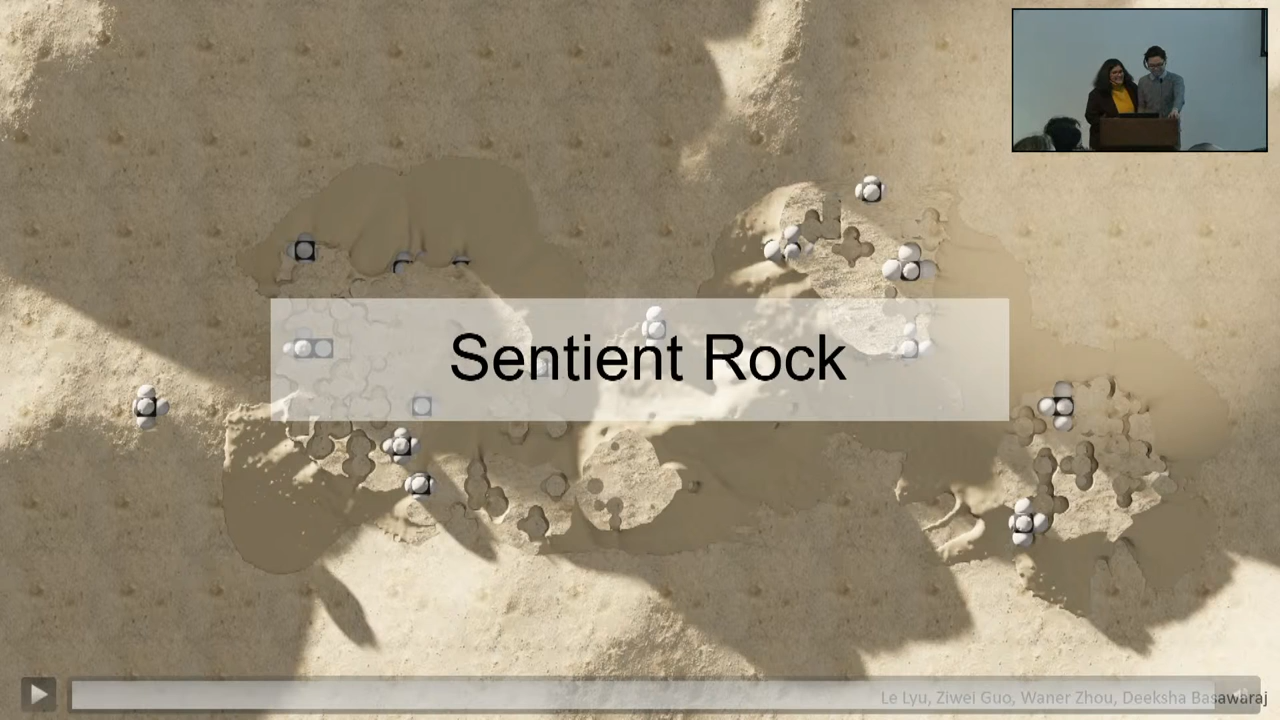 Sentient Rock
Le Lyu, Ziwei Guo, Waner Zhou, Deeksha Basawaraj